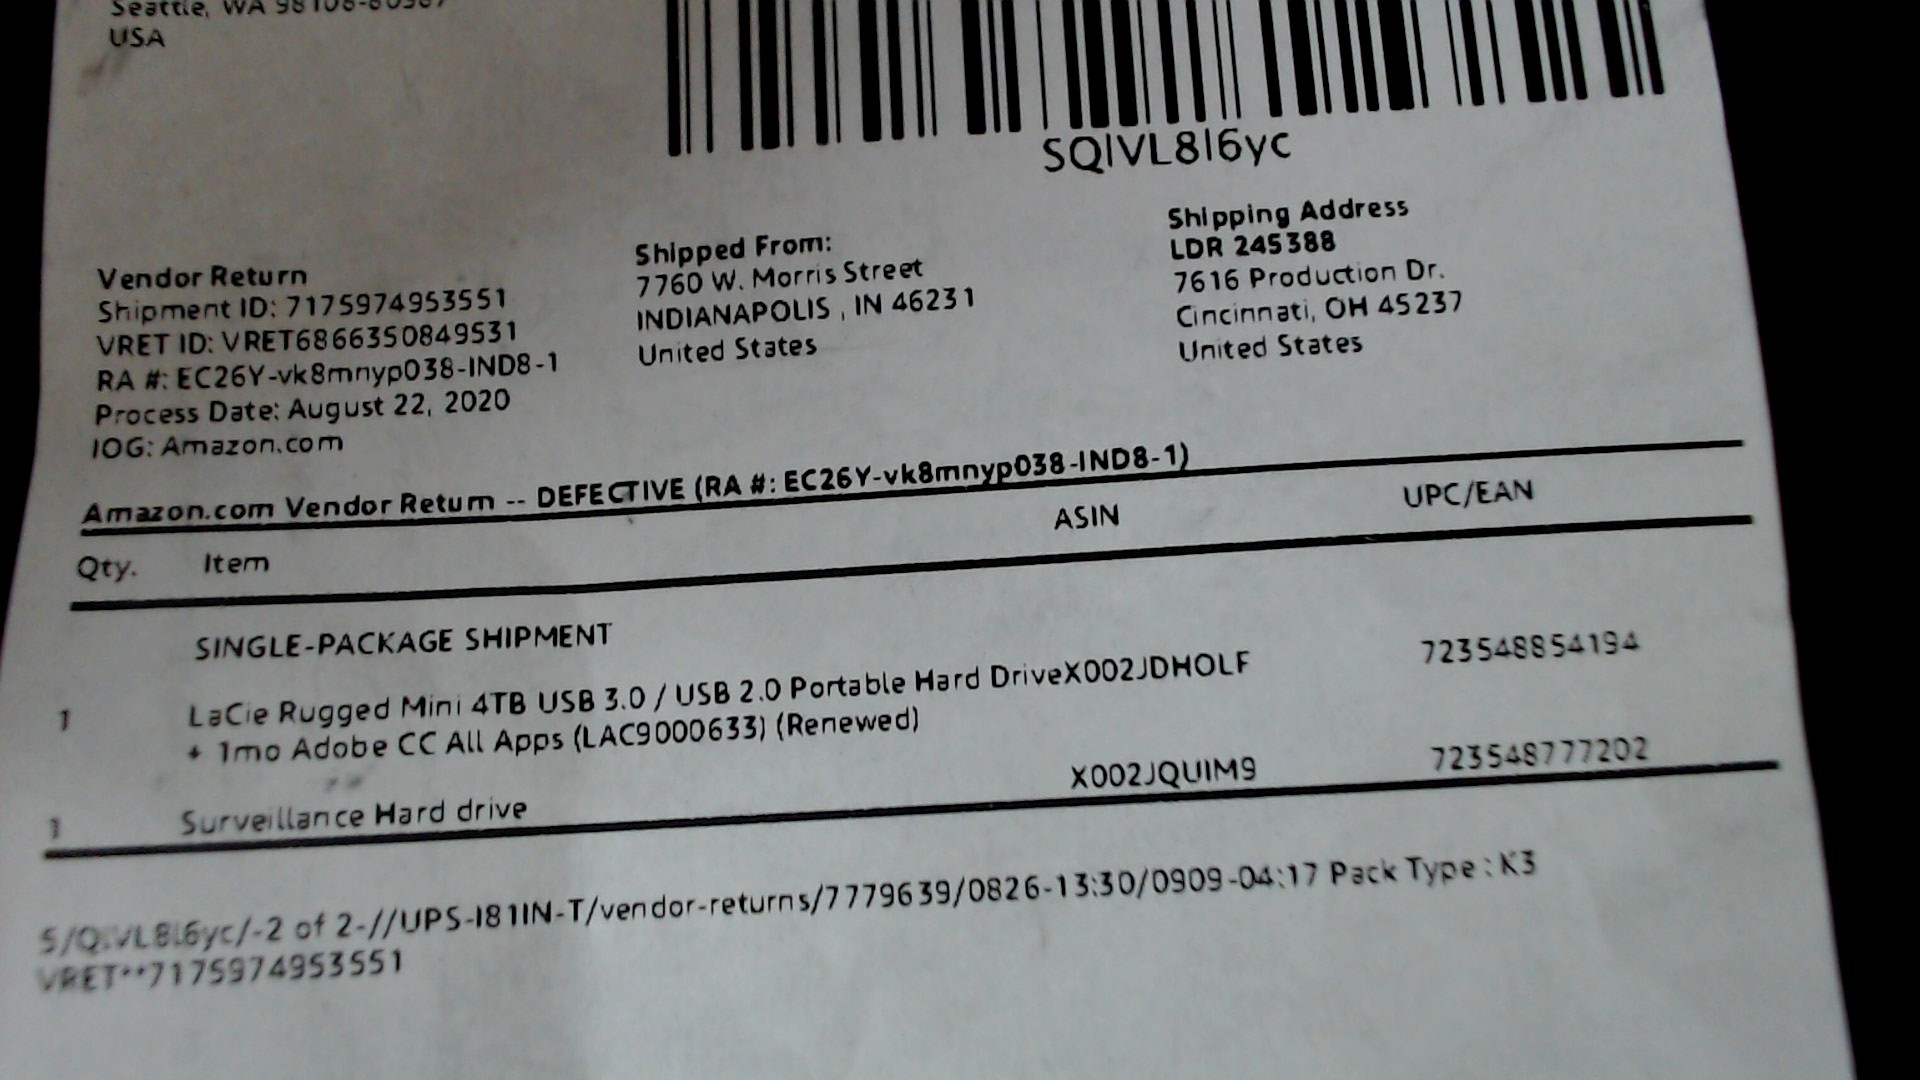 Seattle, WA
USA
SQIVL8l6yc
Vendor Return
Shipment ID: 7175974953551
VRET ID: VRET6866350849531
RA #: EC26Y-vk8mnyp038-IND8-1
Process Date: August 22, 2020
IOG: Amazon.com
Shipped From:
7760 W. Morris Street
INDIANAPOLIS , IN 46231
United States
Shipping Address
LDR 245388
7616 Production Dr.
Cincinnati, OH 45237
United States
Amazon.com Vendor Return -- DEFECTIVE (RA #: EC26Y-vk8mnyp038-IND8-1)
Qty. Item ASIN UPC/EAN
SINGLE-PACKAGE SHIPMENT
1 LaCie Rugged Mini 4TB USB 3.0 / USB 2.0 Portable Hard DriveX002JDHOLF 723548854194
+ 1mo Adobe CC All Apps (LAC9000633) (Renewed)
1 Surveillance Hard drive X002JQUIM9 723548777202
S/QIVL8l6yc/-2 of 2-//UPS-I81IN-T/vendor-returns/7779639/0826-13:30/0909-04:17 Pack Type : K3
VRET**7175974953551